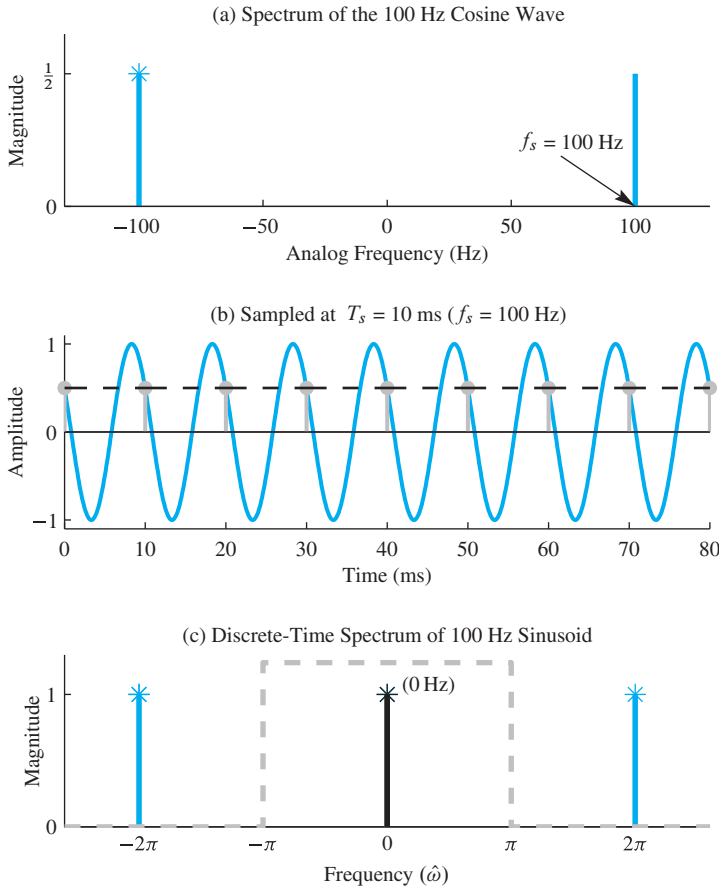 (a) Spectrum of the 100 Hz Cosine Wave
Magnitude
1/2
0
fs = 100 Hz
−100
−50
0
50
100
Analog Frequency (Hz)
(b) Sampled at Ts = 10 ms (fs = 100 Hz)
Amplitude
1
0
−1
0
10
20
30
40
50
60
70
80
Time (ms)
(c) Discrete-Time Spectrum of 100 Hz Sinusoid
Magnitude
1
0
(0 Hz)
−2π
−π
0
π
2π
Frequency (ω̂)